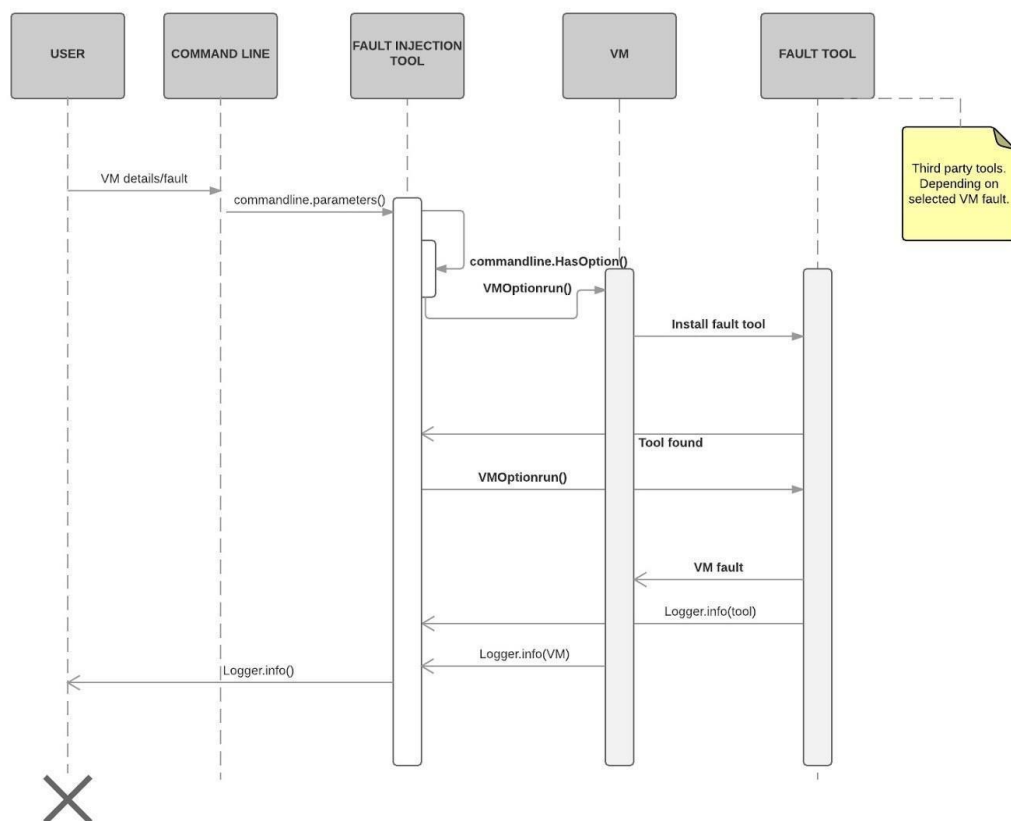 USER
COMMAND LINE
FAULT INJECTION
TOOL
VM
FAULT TOOL
Third party tools.
Depending on
selected VM fault.
VM details/fault
commandline.parameters()
commandline.HasOption()
VMOptionrun()
Install fault tool
Tool found
VMOptionrun()
VM fault
Logger.info(tool)
Logger.info(VM)
Logger.info()